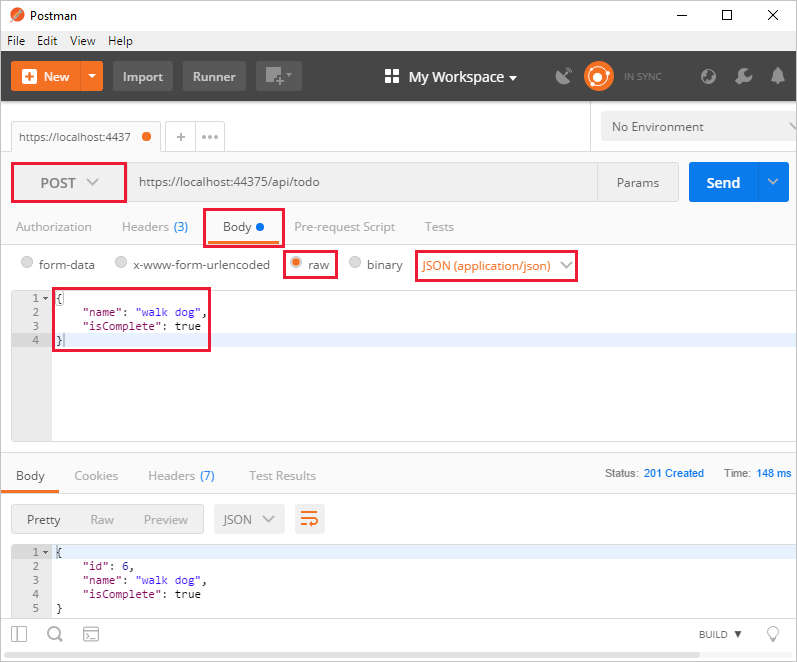 Postman
File Edit View Help
New Import Runner My Workspace IN SYNC
https://localhost:4437 + No Environment
POST https://localhost:44375/api/todo Params Send
Authorization Headers (3) Body Pre-request Script Tests
form-data x-www-form-urlencoded raw binary JSON (application/json)
1 {
2 "name": "walk dog",
3 "isComplete": true
4 }
Body Cookies Headers (7) Test Results Status: 201 Created Time: 148 ms
Pretty Raw Preview JSON
1 {
2 "id": 6,
3 "name": "walk dog",
4 "isComplete": true
5 }
BUILD